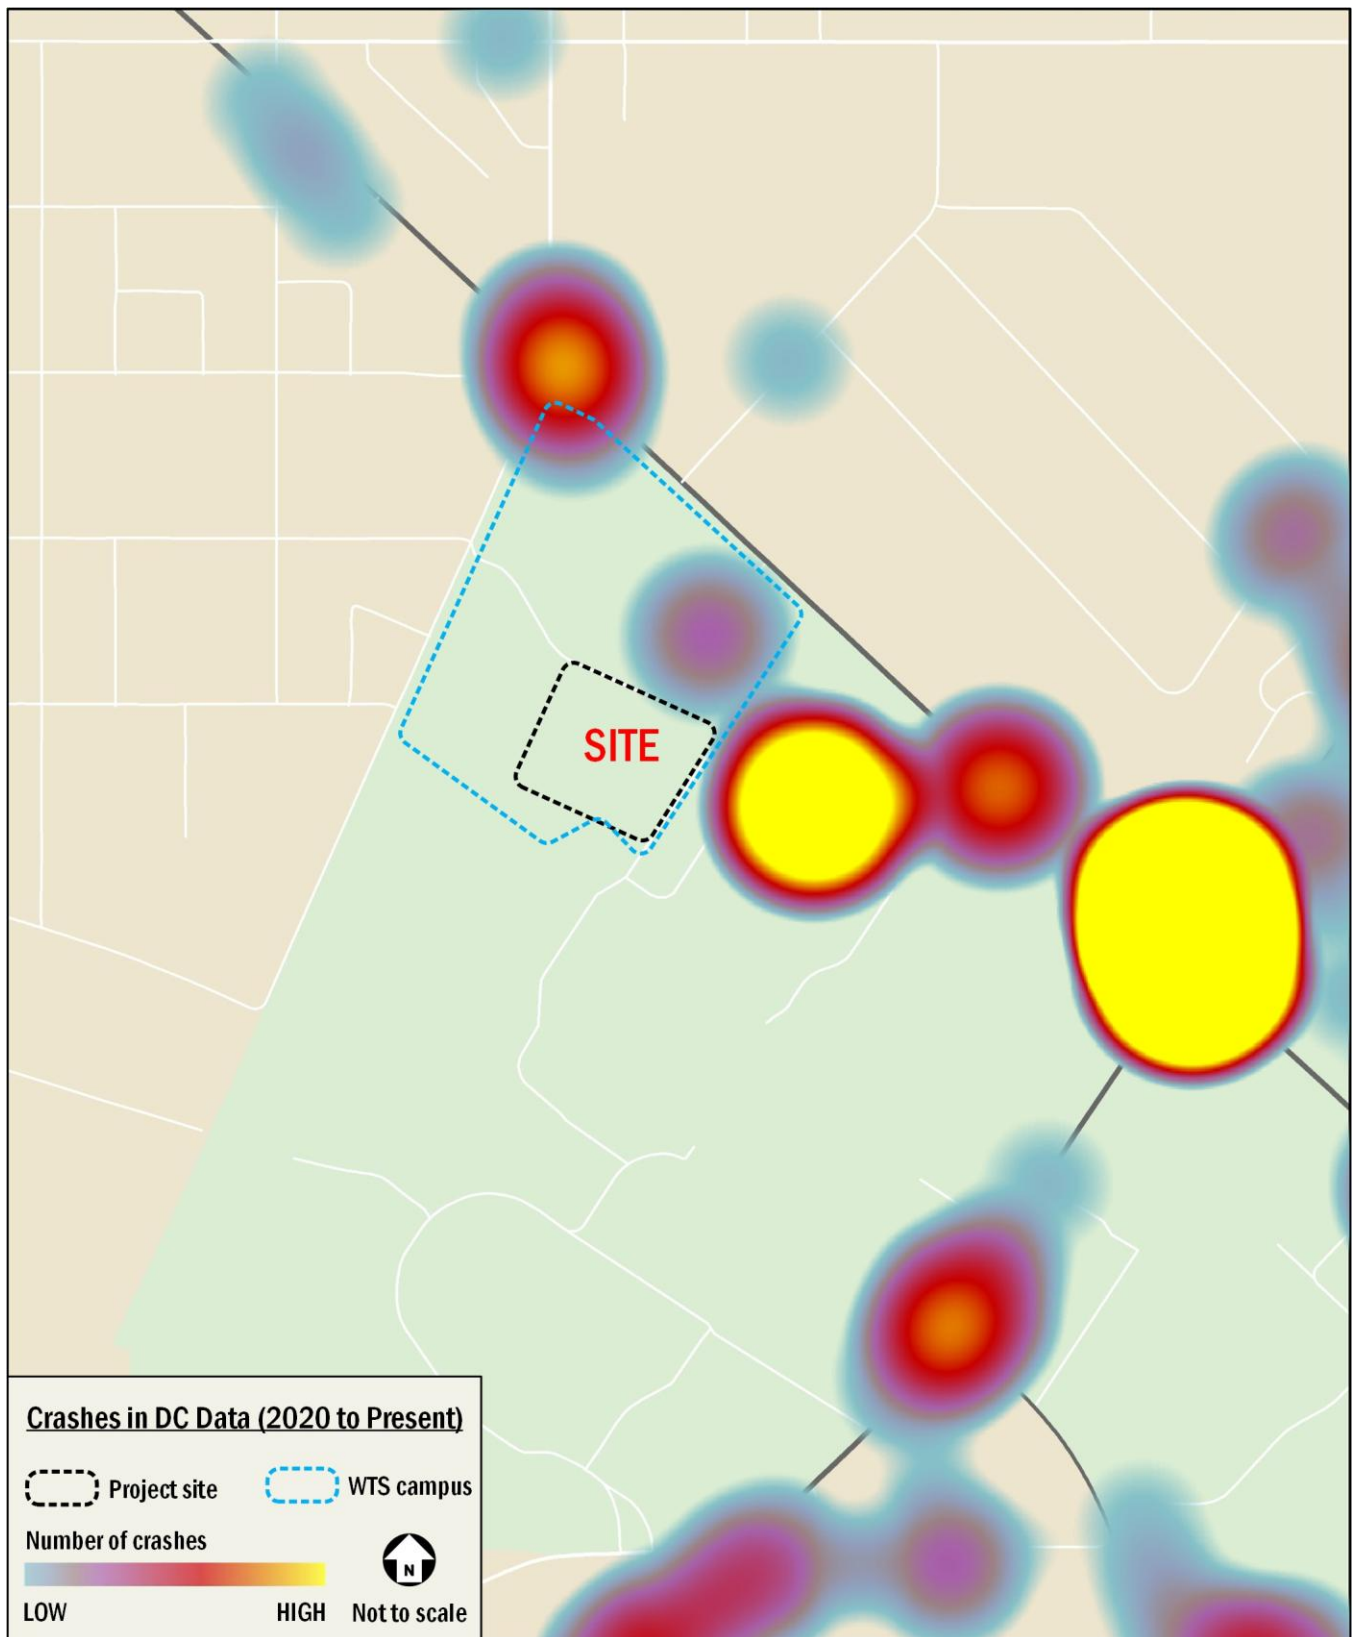 SITE
Crashes in DC Data (2020 to Present)
Project site
WTS campus
Number of crashes
N
LOW
HIGH
Not to scale